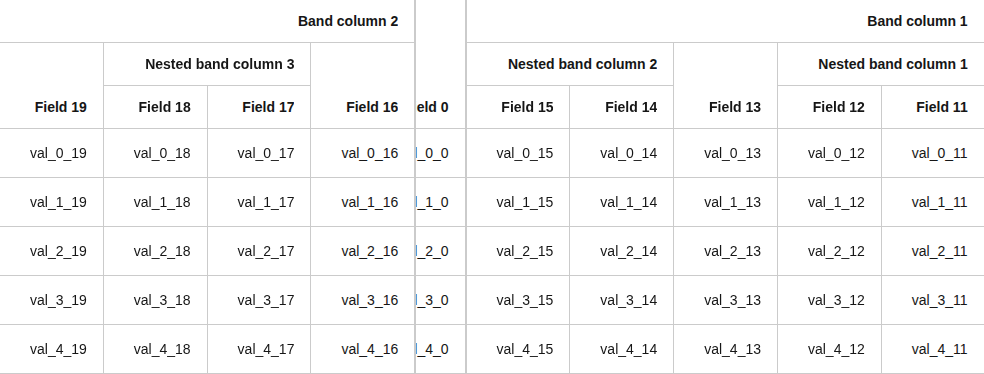 Band column 2 Band column 1
Nested band column 3 Nested band column 2 Nested band column 1
Field 19 Field 18 Field 17 Field 16 eld 0 Field 15 Field 14 Field 13 Field 12 Field 11
val_0_19 val_0_18 val_0_17 val_0_16 _0_0 val_0_15 val_0_14 val_0_13 val_0_12 val_0_11
val_1_19 val_1_18 val_1_17 val_1_16 _1_0 val_1_15 val_1_14 val_1_13 val_1_12 val_1_11
val_2_19 val_2_18 val_2_17 val_2_16 _2_0 val_2_15 val_2_14 val_2_13 val_2_12 val_2_11
val_3_19 val_3_18 val_3_17 val_3_16 _3_0 val_3_15 val_3_14 val_3_13 val_3_12 val_3_11
val_4_19 val_4_18 val_4_17 val_4_16 _4_0 val_4_15 val_4_14 val_4_13 val_4_12 val_4_11